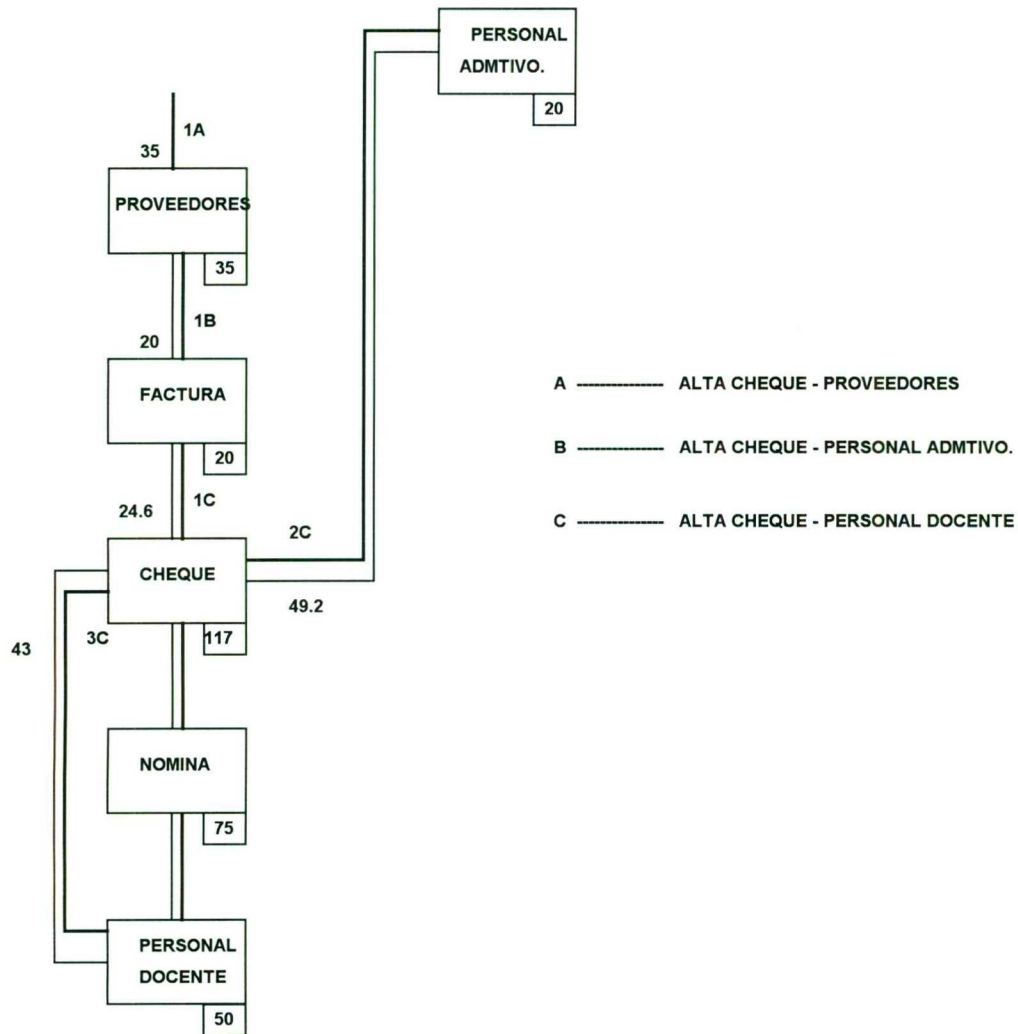 PERSONAL
ADMTIVO.
20
1A
35
PROVEEDORES
35
1B
20
FACTURA
20
1C
24.6
CHEQUE
117
2C
49.2
3C
43
NOMINA
75
PERSONAL
DOCENTE
50
A -------------- ALTA CHEQUE - PROVEEDORES
B -------------- ALTA CHEQUE - PERSONAL ADMTIVO.
C -------------- ALTA CHEQUE - PERSONAL DOCENTE